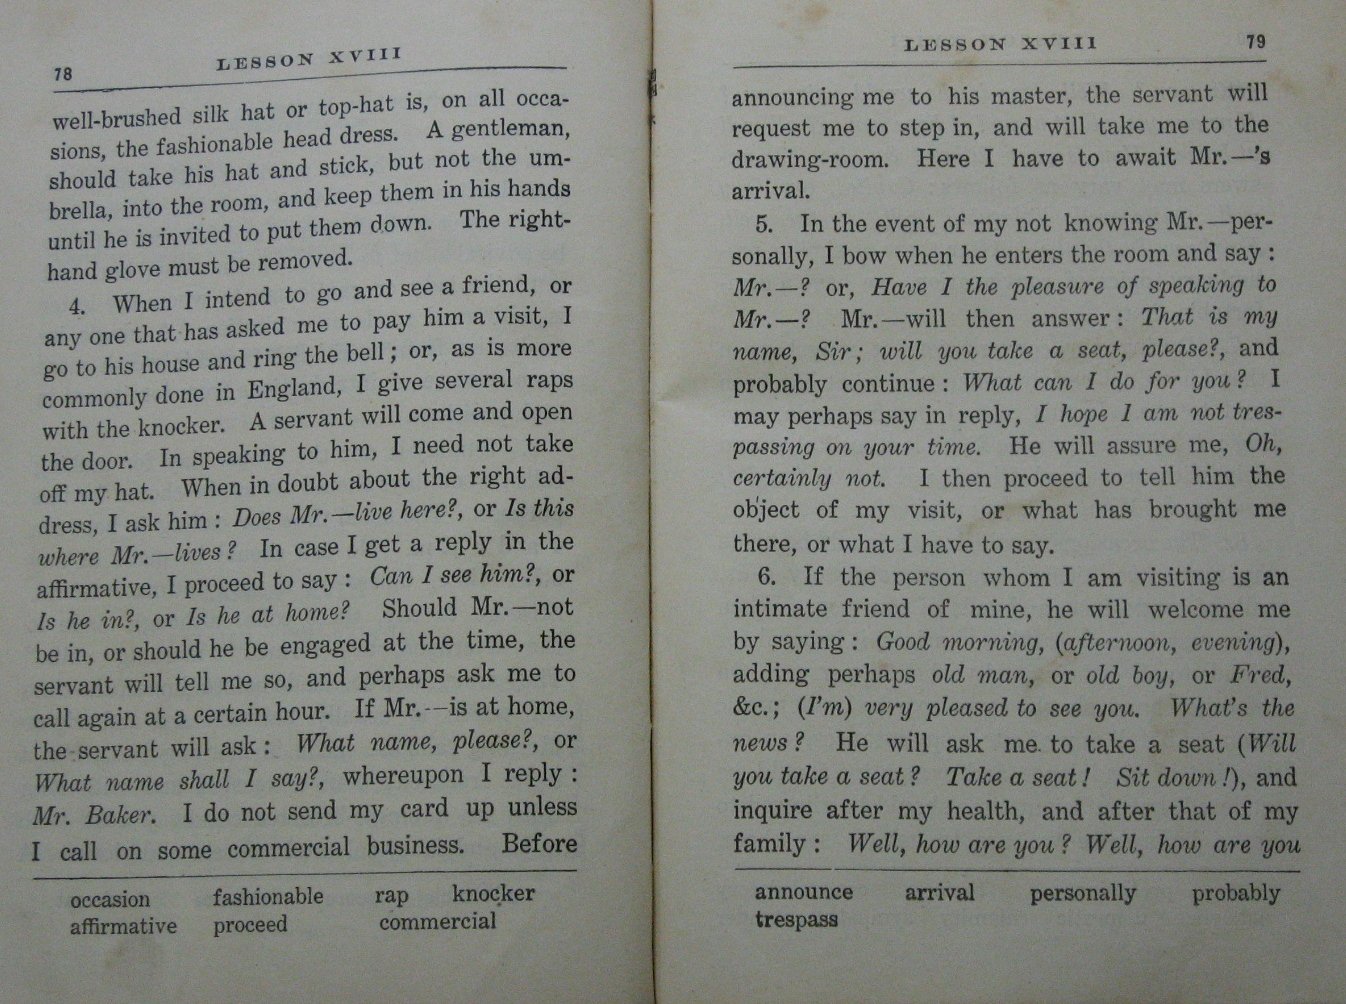 78
LESSON XVIII
well-brushed silk hat or top-hat is, on all occa-
sions, the fashionable head dress. A gentleman,
should take his hat and stick, but not the um-
brella, into the room, and keep them in his hands
until he is invited to put them down. The right-
hand glove must be removed.
4. When I intend to go and see a friend, or
any one that has asked me to pay him a visit, I
go to his house and ring the bell; or, as is more
commonly done in England, I give several raps
with the knocker. A servant will come and open
the door. In speaking to him, I need not take
off my hat. When in doubt about the right ad-
dress, I ask him : Does Mr.—live here?, or Is this
where Mr.—lives? In case I get a reply in the
affirmative, I proceed to say : Can I see him?, or
Is he in?, or Is he at home? Should Mr.—not
be in, or should he be engaged at the time, the
servant will tell me so, and perhaps ask me to
call again at a certain hour. If Mr.—is at home,
the servant will ask : What name, please?, or
What name shall I say?, whereupon I reply :
Mr. Baker. I do not send my card up unless
I call on some commercial business. Before
occasion fashionable rap knocker
affirmative proceed commercial
LESSON XVIII
79
announcing me to his master, the servant will
request me to step in, and will take me to the
drawing-room. Here I have to await Mr.—'s
arrival.
5. In the event of my not knowing Mr.—per-
sonally, I bow when he enters the room and say :
Mr.—? or, Have I the pleasure of speaking to
Mr.—? Mr.—will then answer : That is my
name, Sir; will you take a seat, please?, and
probably continue : What can I do for you? I
may perhaps say in reply, I hope I am not tres-
passing on your time. He will assure me, Oh,
certainly not. I then proceed to tell him the
ob'ject of my visit, or what has brought me
there, or what I have to say.
6. If the person whom I am visiting is an
intimate friend of mine, he will welcome me
by saying : Good morning, (afternoon, evening),
adding perhaps old man, or old boy, or Fred,
&c.; (I'm) very pleased to see you. What's the
news? He will ask me to take a seat (Will
you take a seat? Take a seat! Sit down!), and
inquire after my health, and after that of my
family : Well, how are you? Well, how are you
announce arrival personally probably
trespass